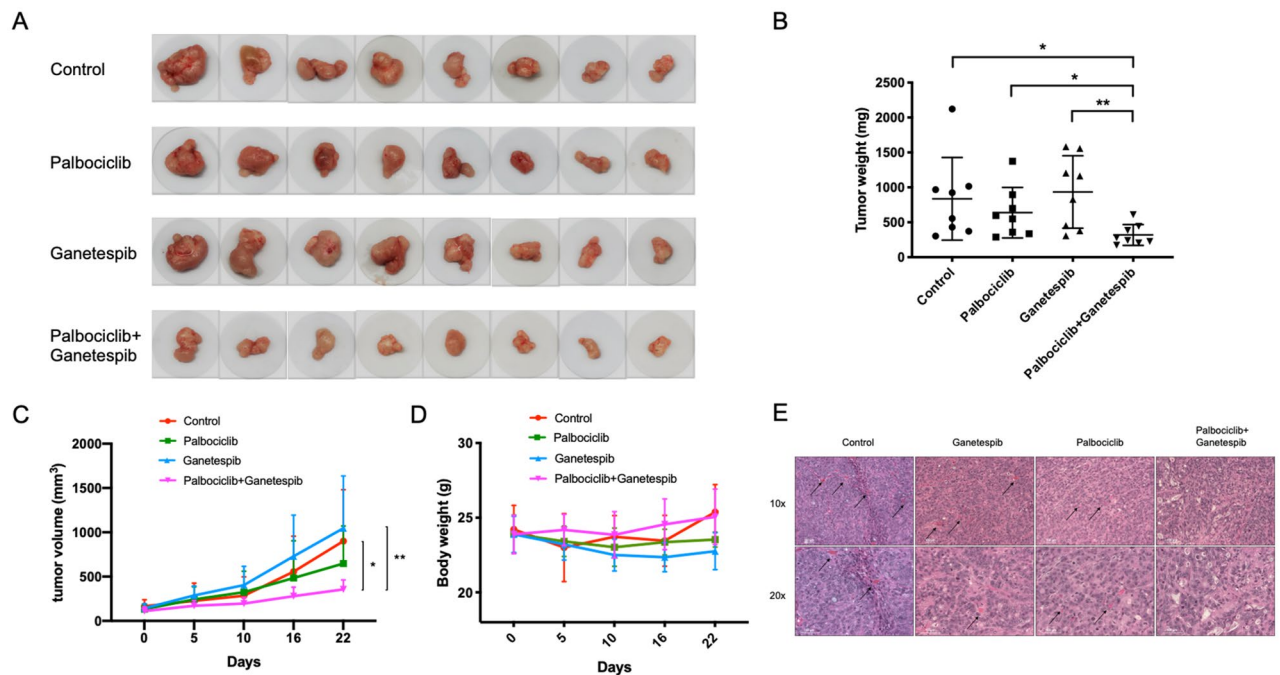 A
Control
Palbociclib
Ganetespib
Palbociclib+
Ganetespib
B
*
*
**
Tumor weight (mg)
2500
2000
1500
1000
500
0
Control
Palbociclib
Ganetespib
Palbociclib+Ganetespib
C
Control
Palbociclib
Ganetespib
Palbociclib+Ganetespib
tumor volume (mm³)
2000
1500
1000
500
0
*
**
0 5 10 16 22
Days
D
Control
Palbociclib
Ganetespib
Palbociclib+Ganetespib
Body weight (g)
30
25
20
0 5 10 16 22
Days
E
Control Ganetespib Palbociclib Palbociclib+
Ganetespib
10x
20x